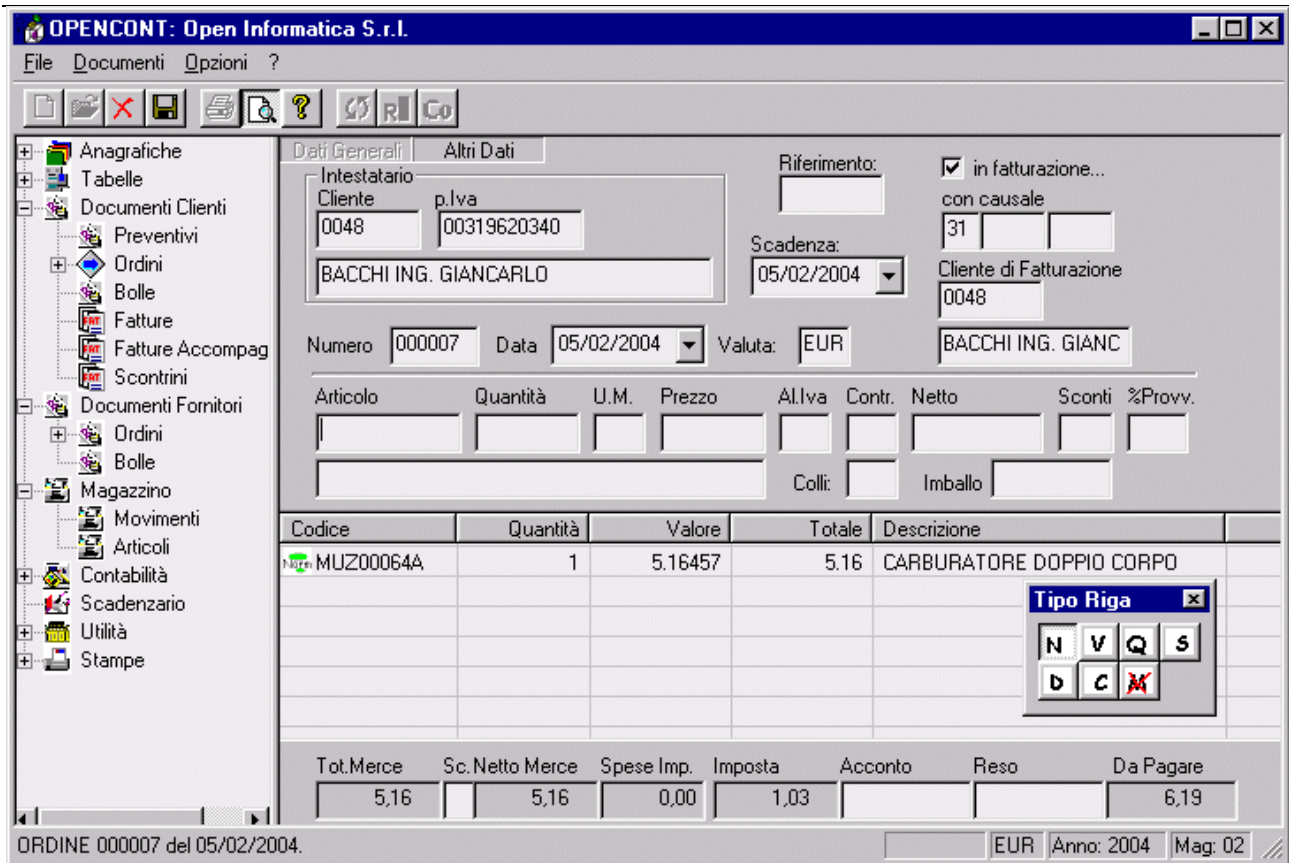 OPENCONT: Open Informatica S.r.l.
File Documenti Opzioni ?
R Co
Anagrafiche
Tabelle
Documenti Clienti
Preventivi
Ordini
Bolle
FAT Fatture
FAT Fatture Accompag
FAT Scontrini
Documenti Fornitori
Ordini
Bolle
Magazzino
Movimenti
Articoli
Contabilità
Scadenzario
Utilità
Stampe
Dati Generali Altri Dati
Intestatario
Cliente p.Iva
0048 00319620340
BACCHI ING. GIANCARLO
Riferimento:
Scadenza:
05/02/2004
in fatturazione...
con causale
31
Cliente di Fatturazione
0048
BACCHI ING. GIANC
Numero 000007 Data 05/02/2004 Valuta: EUR
Articolo Quantità U.M. Prezzo Al.Iva Contr. Netto Sconti %Provv.
Colli: Imballo
Codice Quantità Valore Totale Descrizione
Norm MUZ00064A 1 5.16457 5.16 CARBURATORE DOPPIO CORPO
Tipo Riga
N V Q S
D C M
Tot.Merce Sc. Netto Merce Spese Imp. Imposta Acconto Reso Da Pagare
5,16 5,16 0,00 1,03 6,19
ORDINE 000007 del 05/02/2004. EUR Anno: 2004 Mag: 02